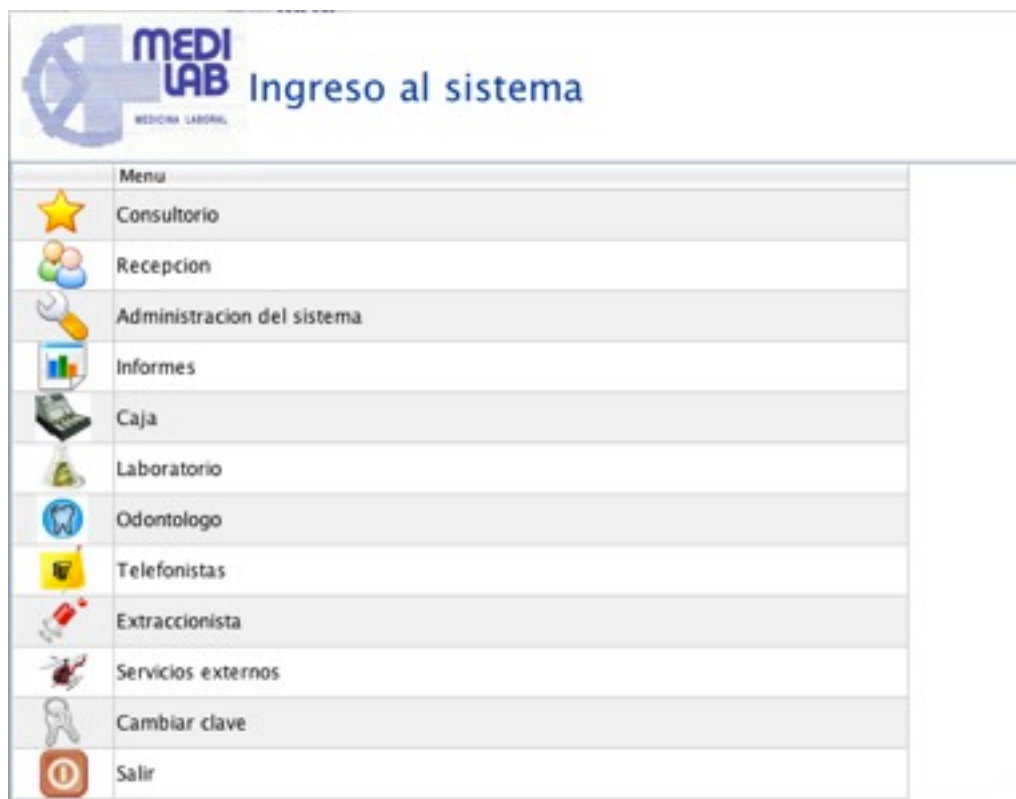 MEDI
LAB
MEDICINA LABORAL
Ingreso al sistema
Menu
Consultorio
Recepcion
Administracion del sistema
Informes
Caja
Laboratorio
Odontologo
Telefonistas
Extraccionista
Servicios externos
Cambiar clave
Salir